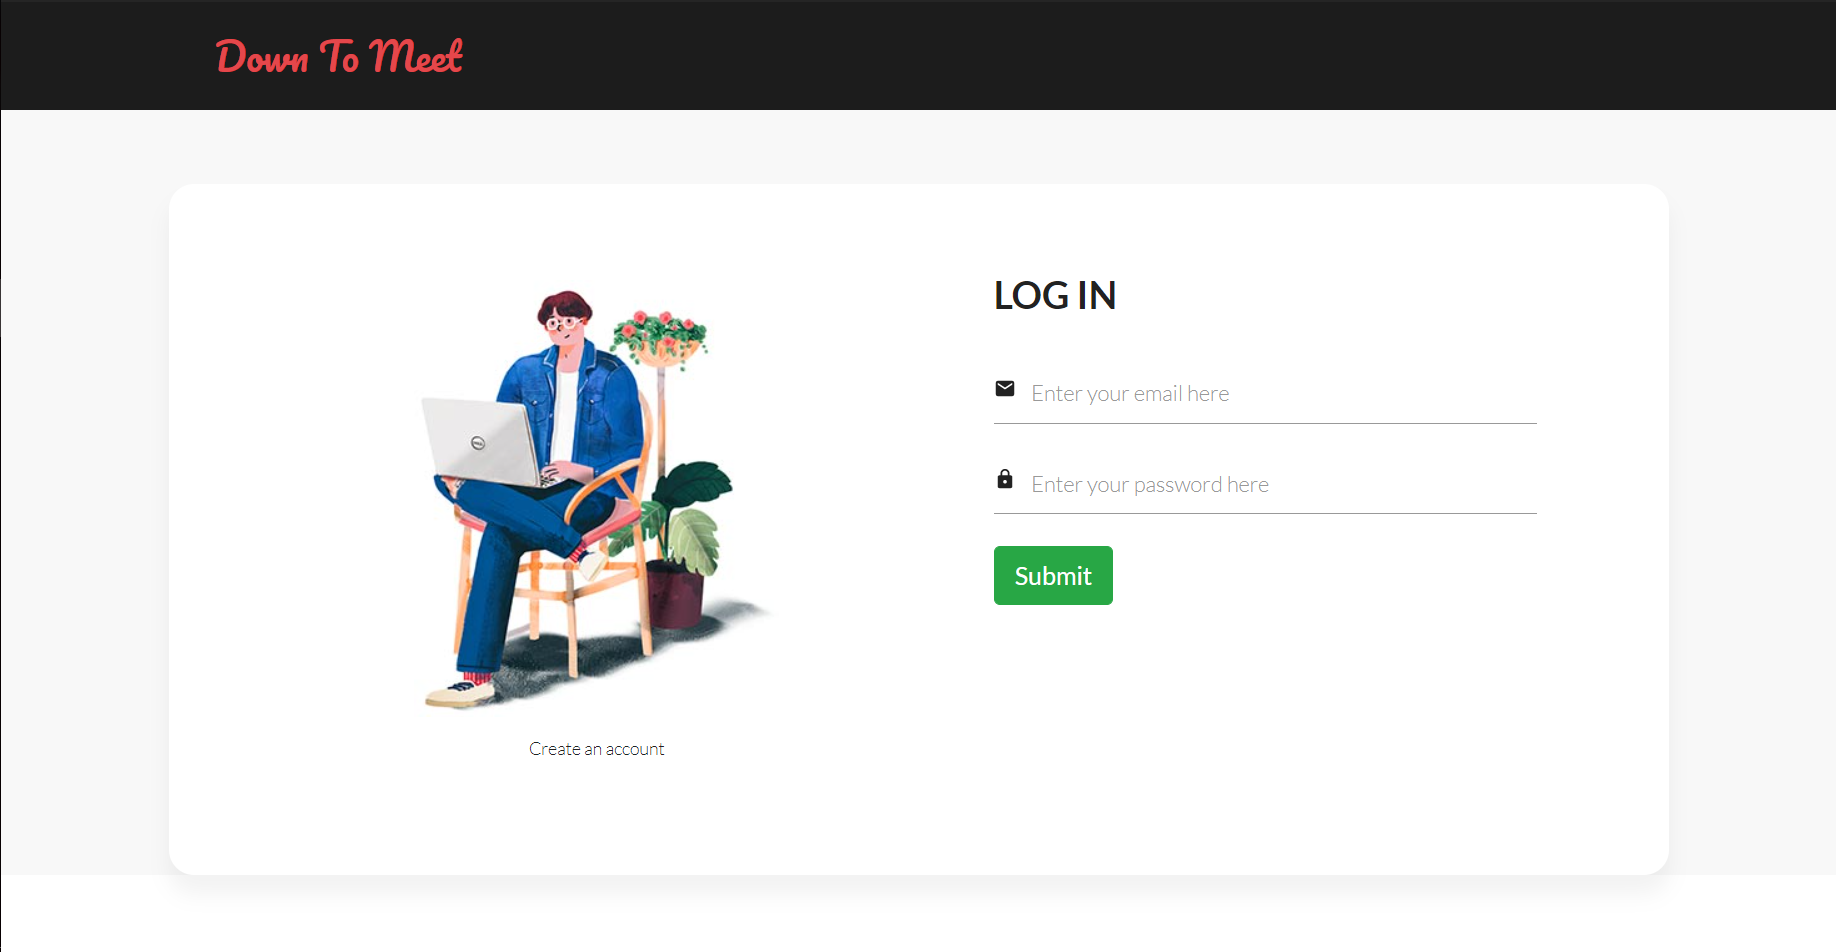 Down To Meet
LOG IN
Enter your email here
Enter your password here
Submit
Create an account